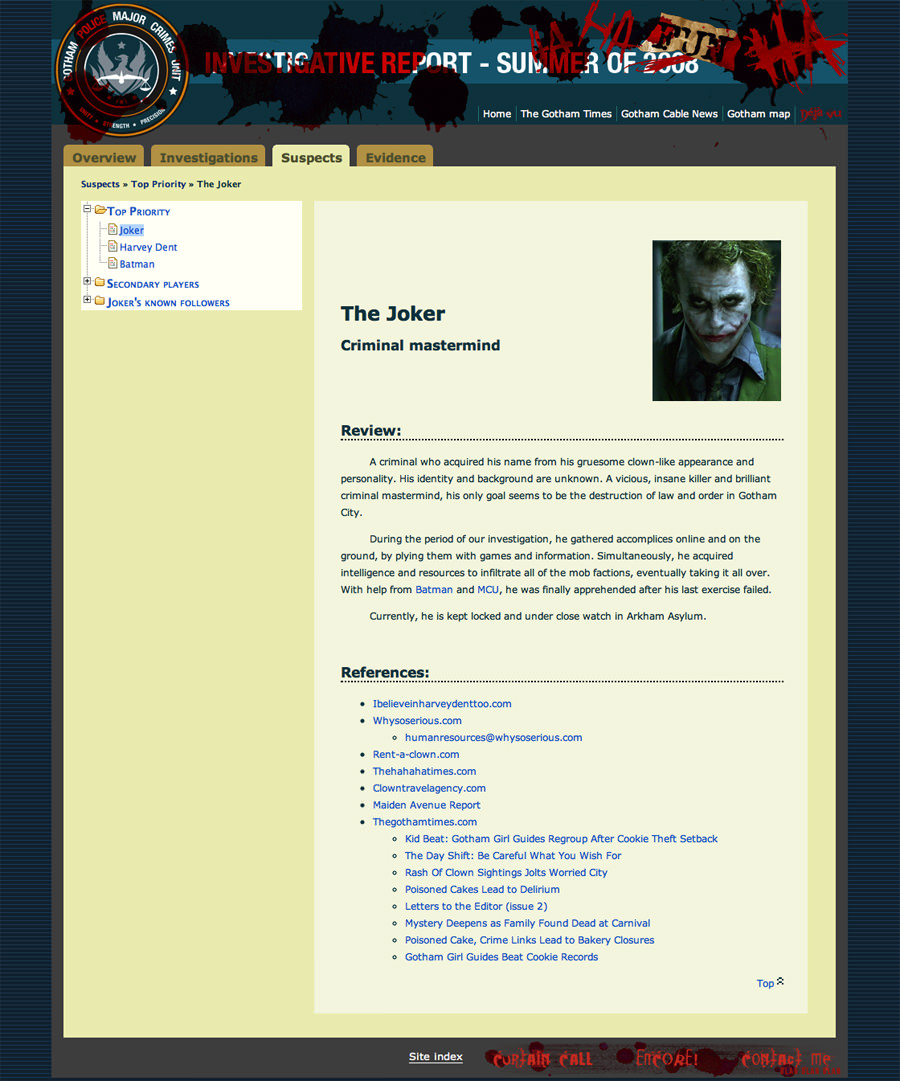 GOTHAM POLICE MAJOR CRIMES UNIT
HA HA HA
INVESTIGATIVE REPORT - SUMMER OF 2008
Home
The Gotham Times
Gotham Cable News
Gotham map
Overview
Investigations
Suspects
Evidence
Suspects » Top Priority » The Joker
Top Priority
Joker
Harvey Dent
Batman
Secondary players
Joker's known followers
The Joker
Criminal mastermind
Review:
A criminal who acquired his name from his gruesome clown-like appearance and
personality. His identity and background are unknown. A vicious, insane killer and brilliant
criminal mastermind, his only goal seems to be the destruction of law and order in Gotham
City.
During the period of our investigation, he gathered accomplices online and on the
ground, by plying them with games and information. Simultaneously, he acquired
intelligence and resources to infiltrate all of the mob factions, eventually taking it all over.
With help from Batman and MCU, he was finally apprehended after his last exercise failed.
Currently, he is kept locked and under close watch in Arkham Asylum.
References:
Ibelieveinharveydenttoo.com
Whysoserious.com
humanresources@whysoserious.com
Rent-a-clown.com
Thehahahatimes.com
Clowntravelagency.com
Maiden Avenue Report
Thegothamtimes.com
Kid Beat: Gotham Girl Guides Regroup After Cookie Theft Setback
The Day Shift: Be Careful What You Wish For
Rash Of Clown Sightings Jolts Worried City
Poisoned Cakes Lead to Delirium
Letters to the Editor (issue 2)
Mystery Deepens as Family Found Dead at Carnival
Poisoned Cake, Crime Links Lead to Bakery Closures
Gotham Girl Guides Beat Cookie Records
Top
Site index
curtain call
ENCORE!
contact me